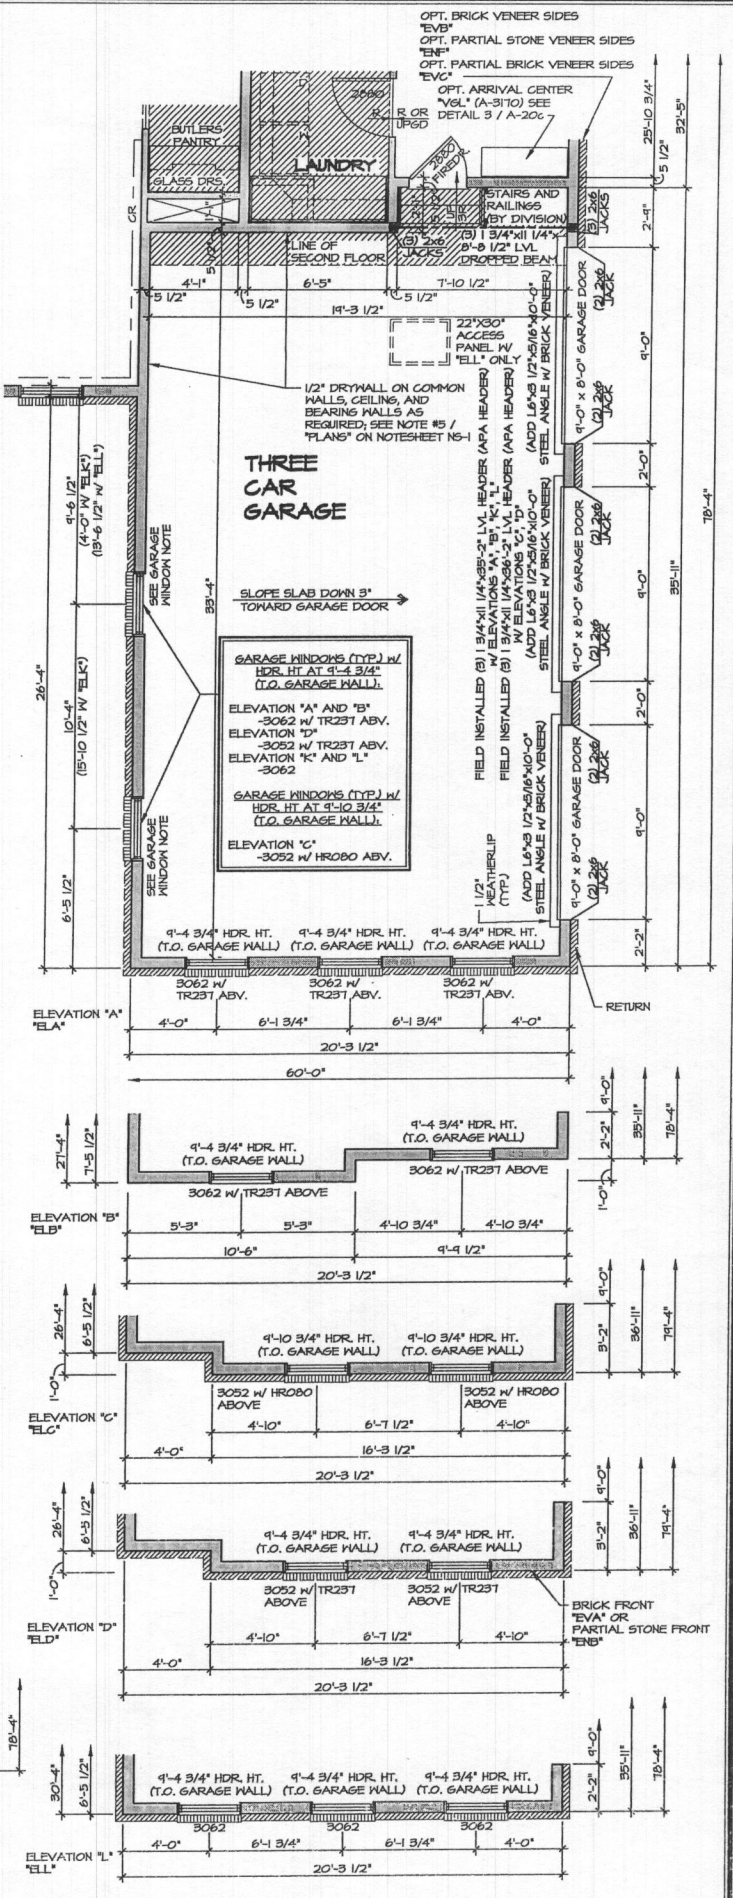 OPT. BRICK VENEER SIDES
"EVB"
OPT. PARTIAL STONE VENEER SIDES
"ENF"
OPT. PARTIAL BRICK VENEER SIDES
"EVC"
OPT. ARRIVAL CENTER
"VGL" (A-3170) SEE
DETAIL 3 / A-20c
25'-10 3/4"
32'-5"
5 1/2"
BUTLERS
PANTRY
GLASS DRS.
LAUNDRY
2880
R
R OR
UPGD
2880
FIREDR.
STAIRS AND
RAILINGS
(BY DIVISION)
(3) 2x6
JACKS
2'-9"
UP
GR
LINE OF
SECOND FLOOR
(3) 2x6
JACKS
(3) 1 3/4"x11 1/4"x
8'-8 1/2" LVL
DROPPED BEAM
4'-1"
6'-5"
7'-10 1/2"
5 1/2"
5 1/2"
5 1/2"
5 1/2"
19'-3 1/2"
22"X30"
ACCESS
PANEL W/
"ELL" ONLY
1/2" DRYWALL ON COMMON
WALLS, CEILING, AND
BEARING WALLS AS
REQUIRED; SEE NOTE #5 /
"PLANS" ON NOTESHEET NS-1
THREE
CAR
GARAGE
SLOPE SLAB DOWN 3"
TOWARD GARAGE DOOR
33'-4"
9'-6 1/2"
(4'-0" W/ "ELK")
(13'-6 1/2" W/ "ELL")
SEE GARAGE
WINDOW NOTE
26'-4"
10'-4"
(15'-10 1/2" W/ "ELK")
SEE GARAGE
WINDOW NOTE
6'-5 1/2"
GARAGE WINDOWS (TYP.) W/
HDR. HT AT 9'-4 3/4"
(T.O. GARAGE WALL):
ELEVATION "A" AND "B"
-3062 w/ TR237 ABV.
ELEVATION "D"
-3052 w/ TR237 ABV.
ELEVATION "K" AND "L"
-3062
GARAGE WINDOWS (TYP.) W/
HDR. HT AT 9'-10 3/4"
(T.O. GARAGE WALL):
ELEVATION "C"
-3052 w/ HR080 ABV.
FIELD INSTALLED (3) 1 3/4"x11 1/4"x35'-2" LVL HEADER (APA HEADER)
W/ ELEVATIONS "A", "B", "K", "L"
FIELD INSTALLED (3) 1 3/4"x11 1/4"x36'-2" LVL HEADER (APA HEADER)
W/ ELEVATIONS "C", "D"
(ADD L6"x3 1/2"x5/16"x10'-0"
STEEL ANGLE W/ BRICK VENEER)
(ADD L6"x3 1/2"x5/16"x10'-0"
STEEL ANGLE W/ BRICK VENEER)
(ADD L6"x3 1/2"x5/16"x10'-0"
STEEL ANGLE W/ BRICK VENEER)
1 1/2"
WEATHERLIP
(TYP.)
9'-0" x 8'-0" GARAGE DOOR
9'-0" x 8'-0" GARAGE DOOR
9'-0" x 8'-0" GARAGE DOOR
(2) 2x6
JACK
(2) 2x6
JACK
(2) 2x6
JACK
(2) 2x6
JACK
(2) 2x6
JACK
(2) 2x6
JACK
9'-0"
2'-0"
9'-0"
2'-0"
9'-0"
2'-2"
35'-11"
78'-4"
9'-4 3/4" HDR. HT. 9'-4 3/4" HDR. HT. 9'-4 3/4" HDR. HT.
(T.O. GARAGE WALL) (T.O. GARAGE WALL) (T.O. GARAGE WALL)
3062 w/ 3062 w/ 3062 w/
TR237 ABV. TR237 ABV. TR237 ABV.
RETURN
ELEVATION "A"
"ELA"
4'-0" 6'-1 3/4" 6'-1 3/4" 4'-0"
20'-3 1/2"
60'-0"
27'-4"
7'-5 1/2"
9'-4 3/4" HDR. HT.
(T.O. GARAGE WALL)
9'-4 3/4" HDR. HT.
(T.O. GARAGE WALL)
3062 w/ TR237 ABOVE
3062 w/ TR237 ABOVE
9'-0"
2'-2"
1'-0"
35'-11"
78'-4"
ELEVATION "B"
"ELB"
5'-3" 5'-3" 4'-10 3/4" 4'-10 3/4"
10'-6" 9'-9 1/2"
20'-3 1/2"
26'-4"
6'-5 1/2"
1'-0"
9'-10 3/4" HDR. HT. 9'-10 3/4" HDR. HT.
(T.O. GARAGE WALL) (T.O. GARAGE WALL)
3052 w/ HR080 3052 w/ HR080
ABOVE ABOVE
9'-0"
3'-2"
36'-11"
79'-4"
ELEVATION "C"
"ELC"
4'-10" 6'-7 1/2" 4'-10"
4'-0" 16'-3 1/2"
20'-3 1/2"
26'-4"
6'-5 1/2"
1'-0"
9'-4 3/4" HDR. HT. 9'-4 3/4" HDR. HT.
(T.O. GARAGE WALL) (T.O. GARAGE WALL)
3052 w/ TR237 3052 w/ TR237
ABOVE ABOVE
9'-0"
3'-2"
36'-11"
79'-4"
BRICK FRONT
"EVA" OR
PARTIAL STONE FRONT
"ENB"
ELEVATION "D"
"ELD"
4'-10" 6'-7 1/2" 4'-10"
4'-0" 16'-3 1/2"
20'-3 1/2"
78'-4"
30'-4"
6'-5 1/2"
9'-4 3/4" HDR. HT. 9'-4 3/4" HDR. HT. 9'-4 3/4" HDR. HT.
(T.O. GARAGE WALL) (T.O. GARAGE WALL) (T.O. GARAGE WALL)
3062 3062 3062
9'-0"
2'-2"
35'-11"
78'-4"
ELEVATION "L"
"ELL"
4'-0" 6'-1 3/4" 6'-1 3/4" 4'-0"
20'-3 1/2"